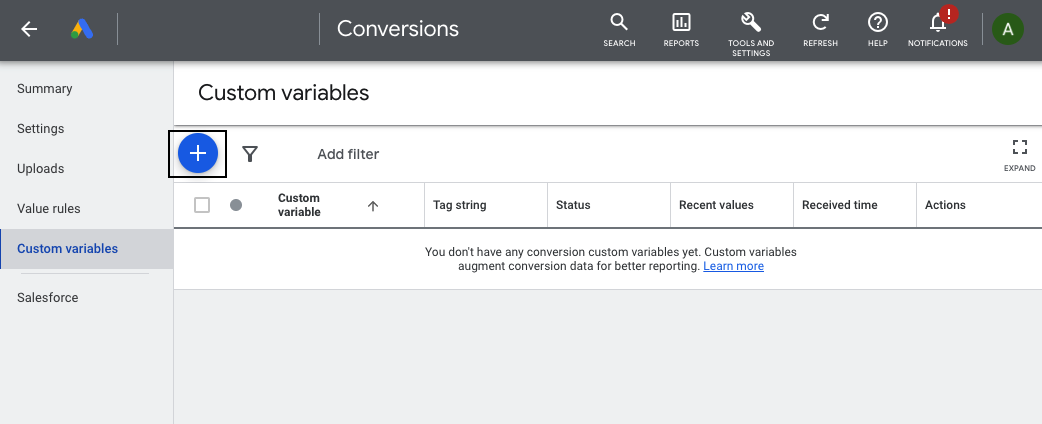 Conversions
SEARCH
REPORTS
TOOLS AND
SETTINGS
REFRESH
HELP
NOTIFICATIONS
!
A
Summary
Settings
Uploads
Value rules
Custom variables
Salesforce
Custom variables
Add filter
EXPAND
Custom
variable
Tag string
Status
Recent values
Received time
Actions
You don't have any conversion custom variables yet. Custom variables
augment conversion data for better reporting. Learn more